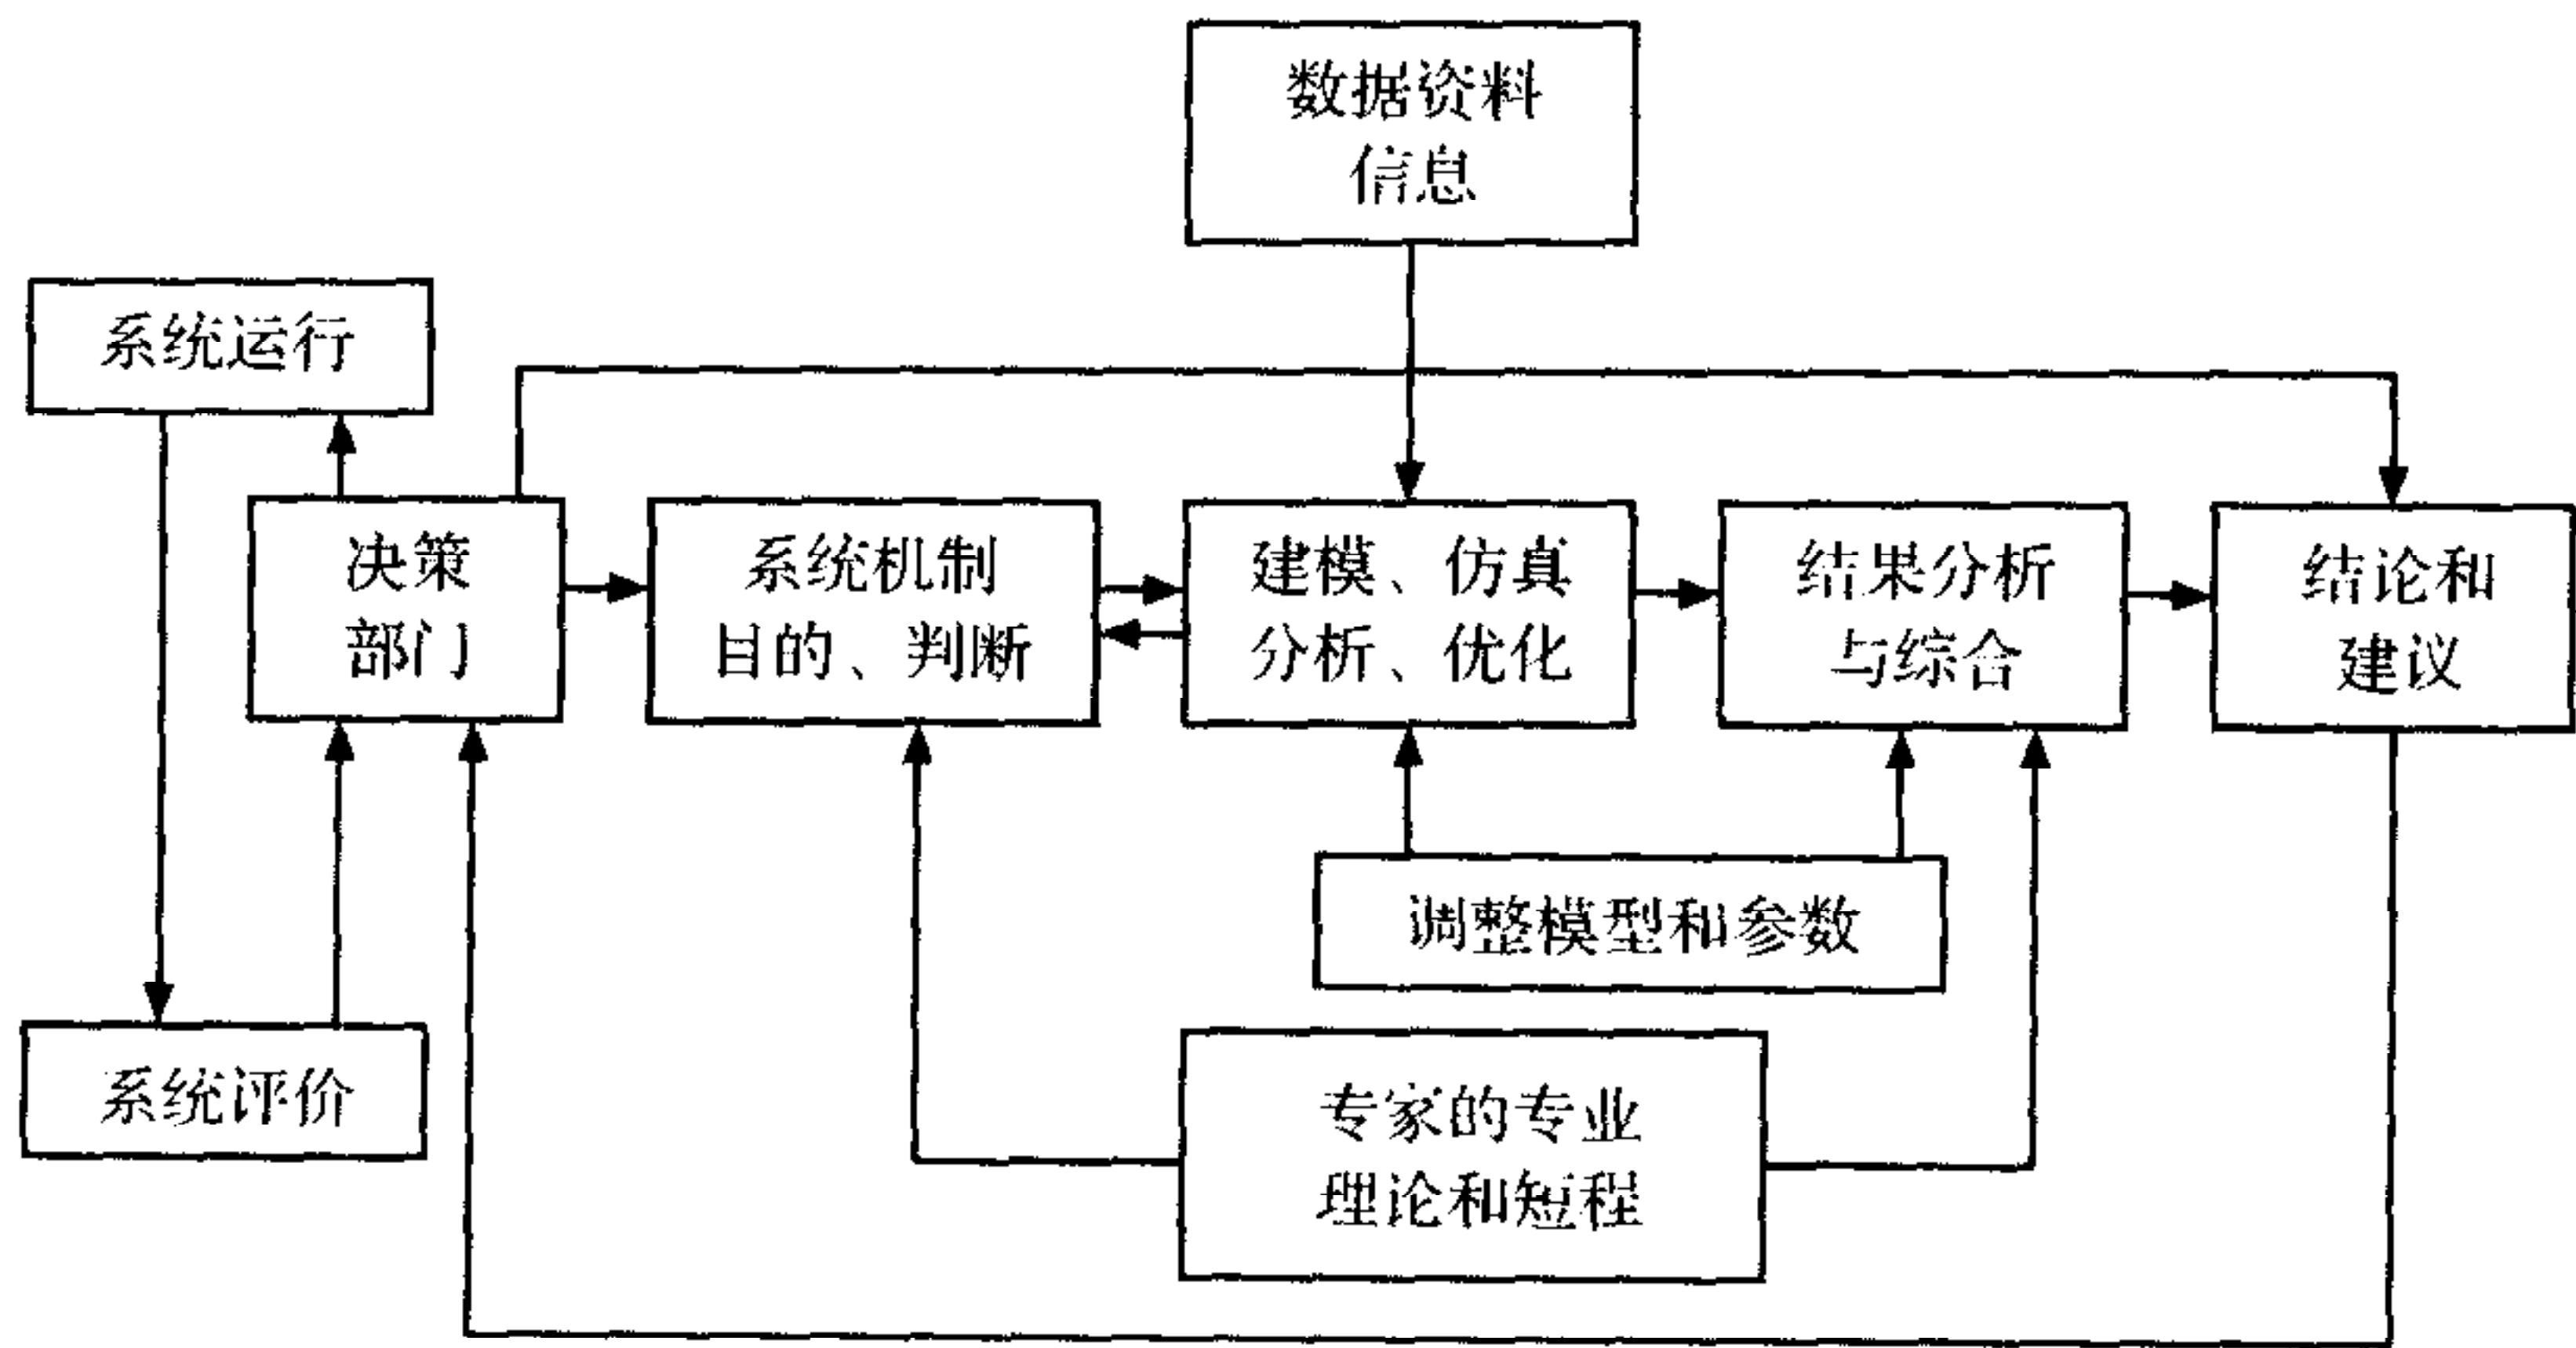 数据资料
信息
系统运行
决策
部门
系统机制
目的、判断
建模、仿真
分析、优化
结果分析
与综合
结论和
建议
调整模型和参数
系统评价
专家的专业
理论和短程